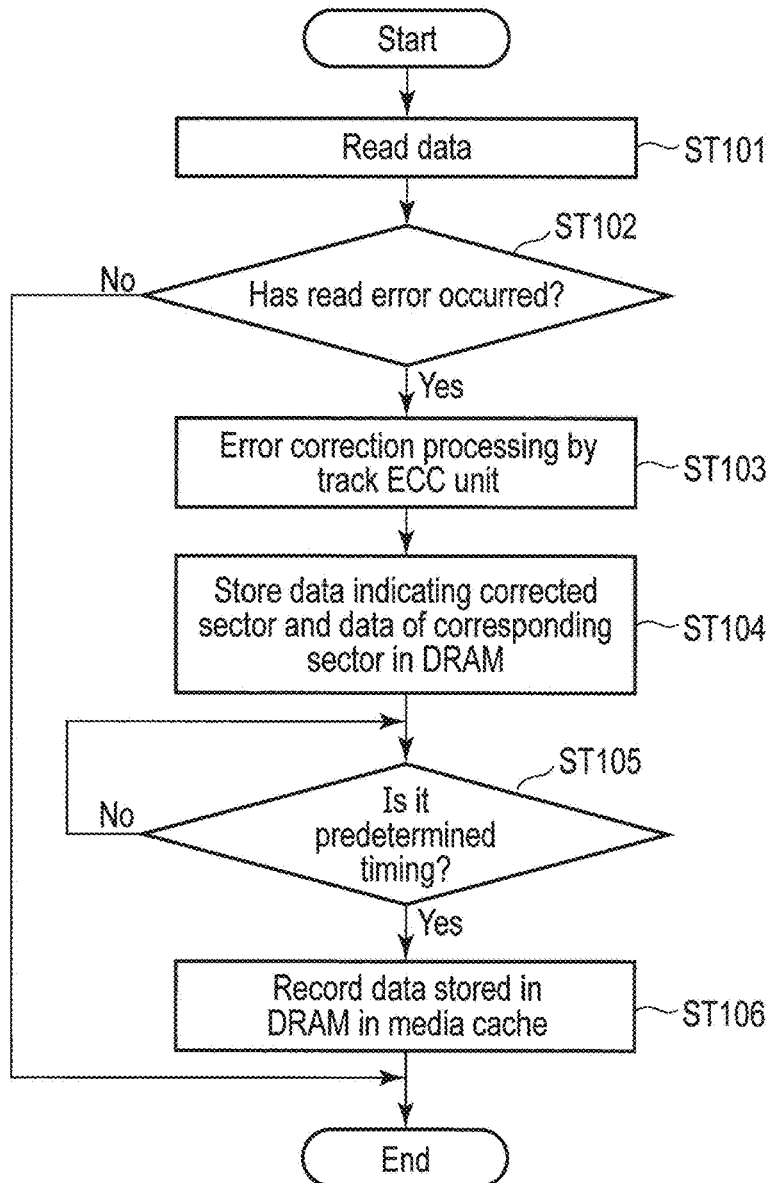 Start
Read data
ST101
ST102
No
Has read error occurred?
Yes
Error correction processing by
track ECC unit
ST103
Store data indicating corrected
sector and data of corresponding
sector in DRAM
ST104
ST105
No
Is it
predetermined
timing?
Yes
Record data stored in
DRAM in media cache
ST106
End